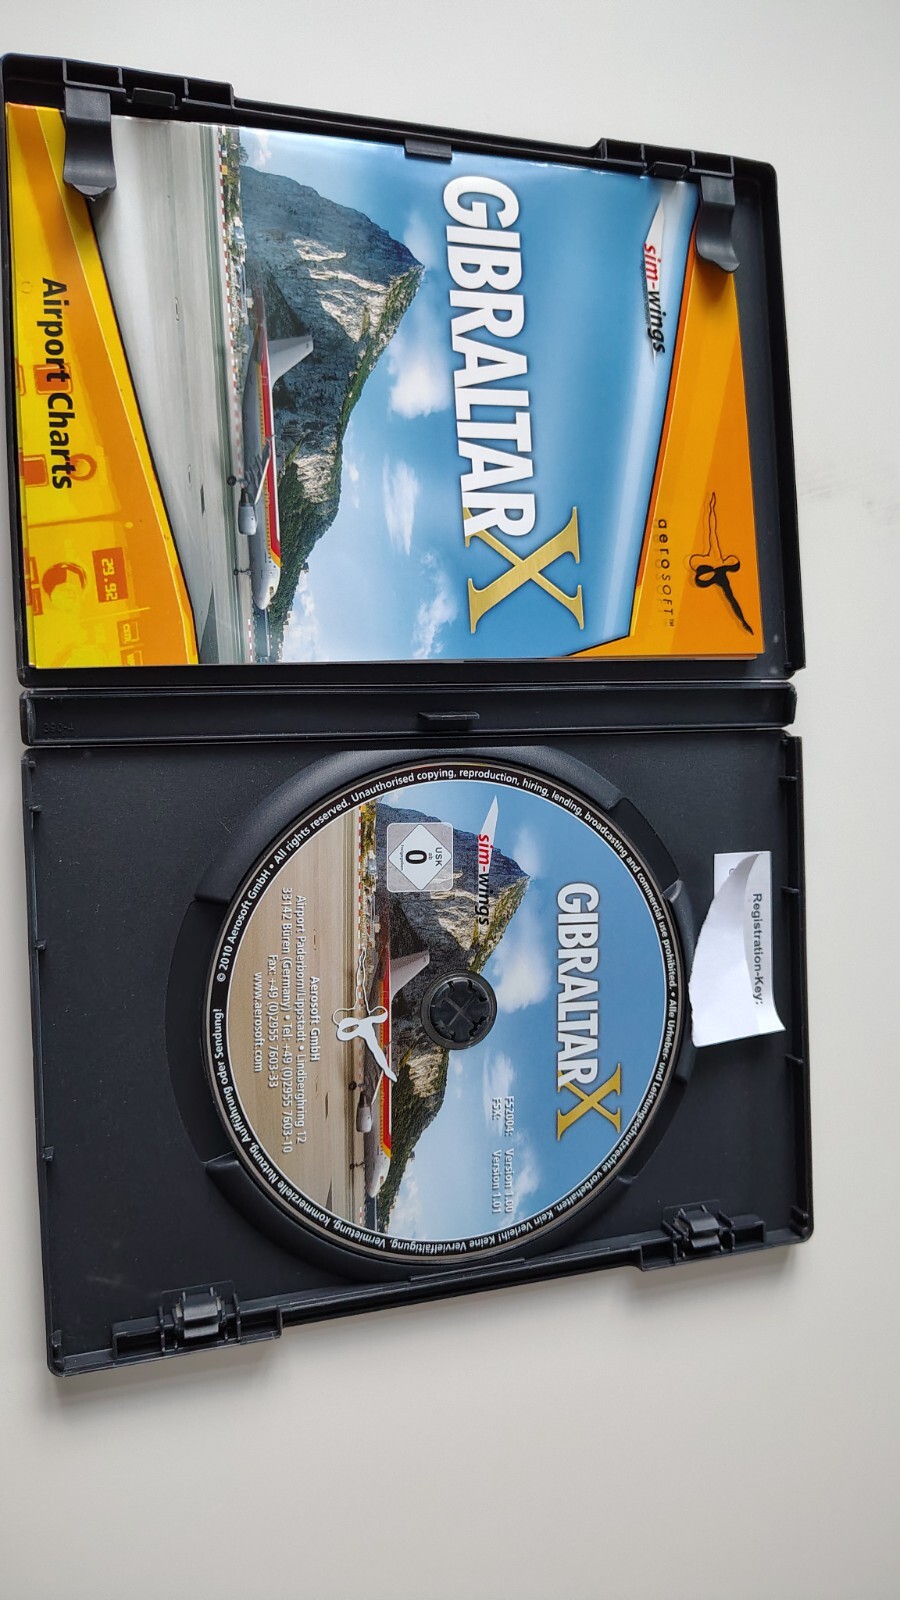 sim-wings
aerosoft™
GIBRALTAR X
29.92
Airport Charts
Registration-Key:
GIBRALTAR X
sim-wings
FS2004: Version 1.00
FSX: Version 1.01
USK
ab
0
Aerosoft GmbH
Airport Paderborn/Lippstadt • Lindberghring 12
33142 Büren (Germany) • Tel: +49 (0)2955 7603-10
Fax: +49 (0)2955 7603-33
www.aerosoft.com
© 2010 Aerosoft GmbH • All rights reserved. Unauthorised copying, reproduction, hiring, lending, broadcasting and commercial use prohibited. • Alle Urheber- und Leistungsschutzrechte vorbehalten. Kein Verleih! Keine Vervielfältigung, Vermietung, kommerzielle Nutzung, Aufführung oder Sendung!